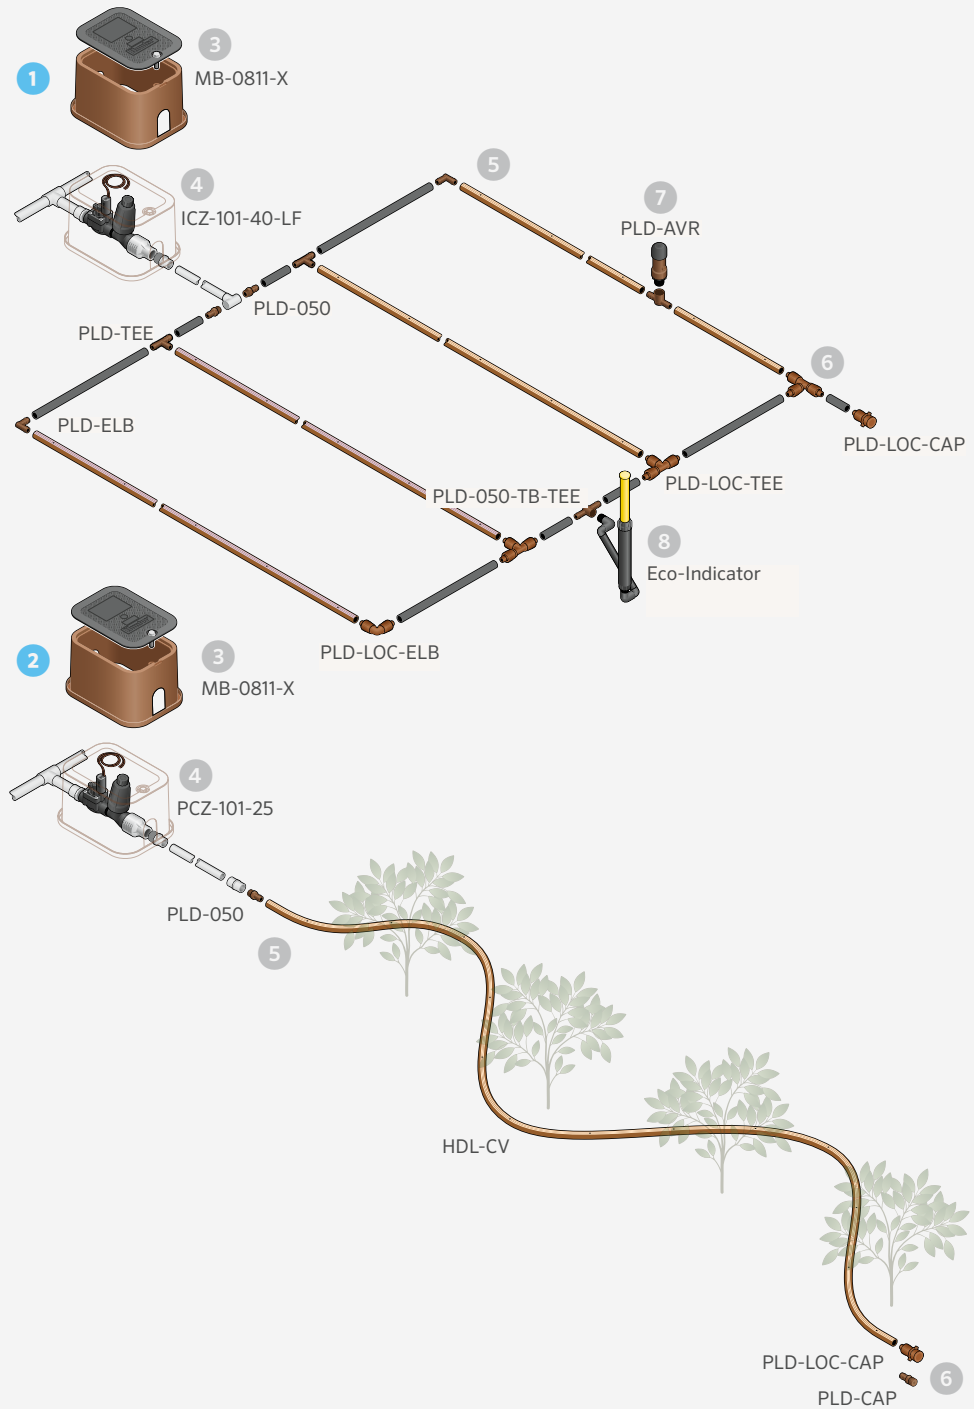 1
3
MB-0811-X
4
ICZ-101-40-LF
5
7
PLD-AVR
PLD-050
PLD-TEE
6
PLD-ELB
PLD-LOC-CAP
PLD-050-TB-TEE
PLD-LOC-TEE
8
Eco-Indicator
PLD-LOC-ELB
2
3
MB-0811-X
4
PCZ-101-25
PLD-050
5
HDL-CV
PLD-LOC-CAP
6
PLD-CAP